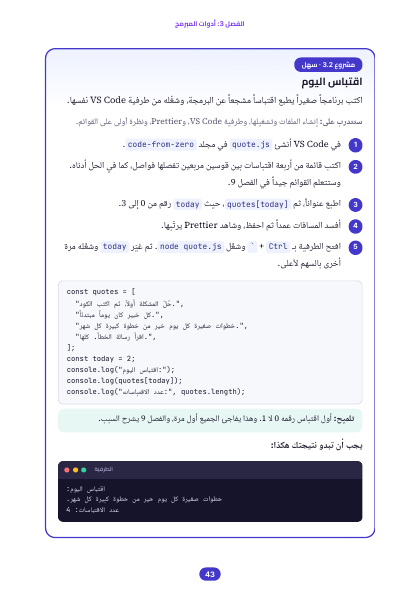 الفصل 3: أدوات المبرمج
مشروع 3.2 · سهل
اقتباس اليوم
اكتب برنامجاً صغيراً يطبع اقتباساً مشجعاً عن البرمجة، وشغّله من طرفية VS Code نفسها.
ستتدرب على: إنشاء الملفات وتشغيلها، وطرفية VS Code، وPrettier، ونظرة أولى على القوائم.
1 في VS Code أنشئ quote.js في مجلد code-from-zero .
2 اكتب قائمة من أربعة اقتباسات بين قوسين مربعين تفصلها فواصل، كما في الحل أدناه.
وستتعلم القوائم جيداً في الفصل 9.
3 اطبع عنواناً، ثم quotes[today] ، حيث today رقم من 0 إلى 3.
4 أفسد المسافات عمداً ثم احفظ، وشاهد Prettier يرتّبها.
5 افتح الطرفية بـ Ctrl + ` وشغّل node quote.js . ثم غيّر today وشغّله مرة
أخرى بالسهم لأعلى.
const quotes = [
"حُلّ المشكلة أولاً. ثم اكتب الكود.",
"كل خبير كان يوماً مبتدئاً.",
"خطوات صغيرة كل يوم خير من خطوة كبيرة كل شهر.",
"اقرأ رسالة الخطأ. كلها.",
];
const today = 2;
console.log("اقتباس اليوم:");
console.log(quotes[today]);
console.log("عدد الاقتباسات:", quotes.length);
تلميح: أول اقتباس رقمه 0 لا 1. وهذا يفاجئ الجميع أول مرة، والفصل 9 يشرح السبب.
يجب أن تبدو نتيجتك هكذا:
الطرفية
اقتباس اليوم:
خطوات صغيرة كل يوم خير من خطوة كبيرة كل شهر.
عدد الاقتباسات: 4
43